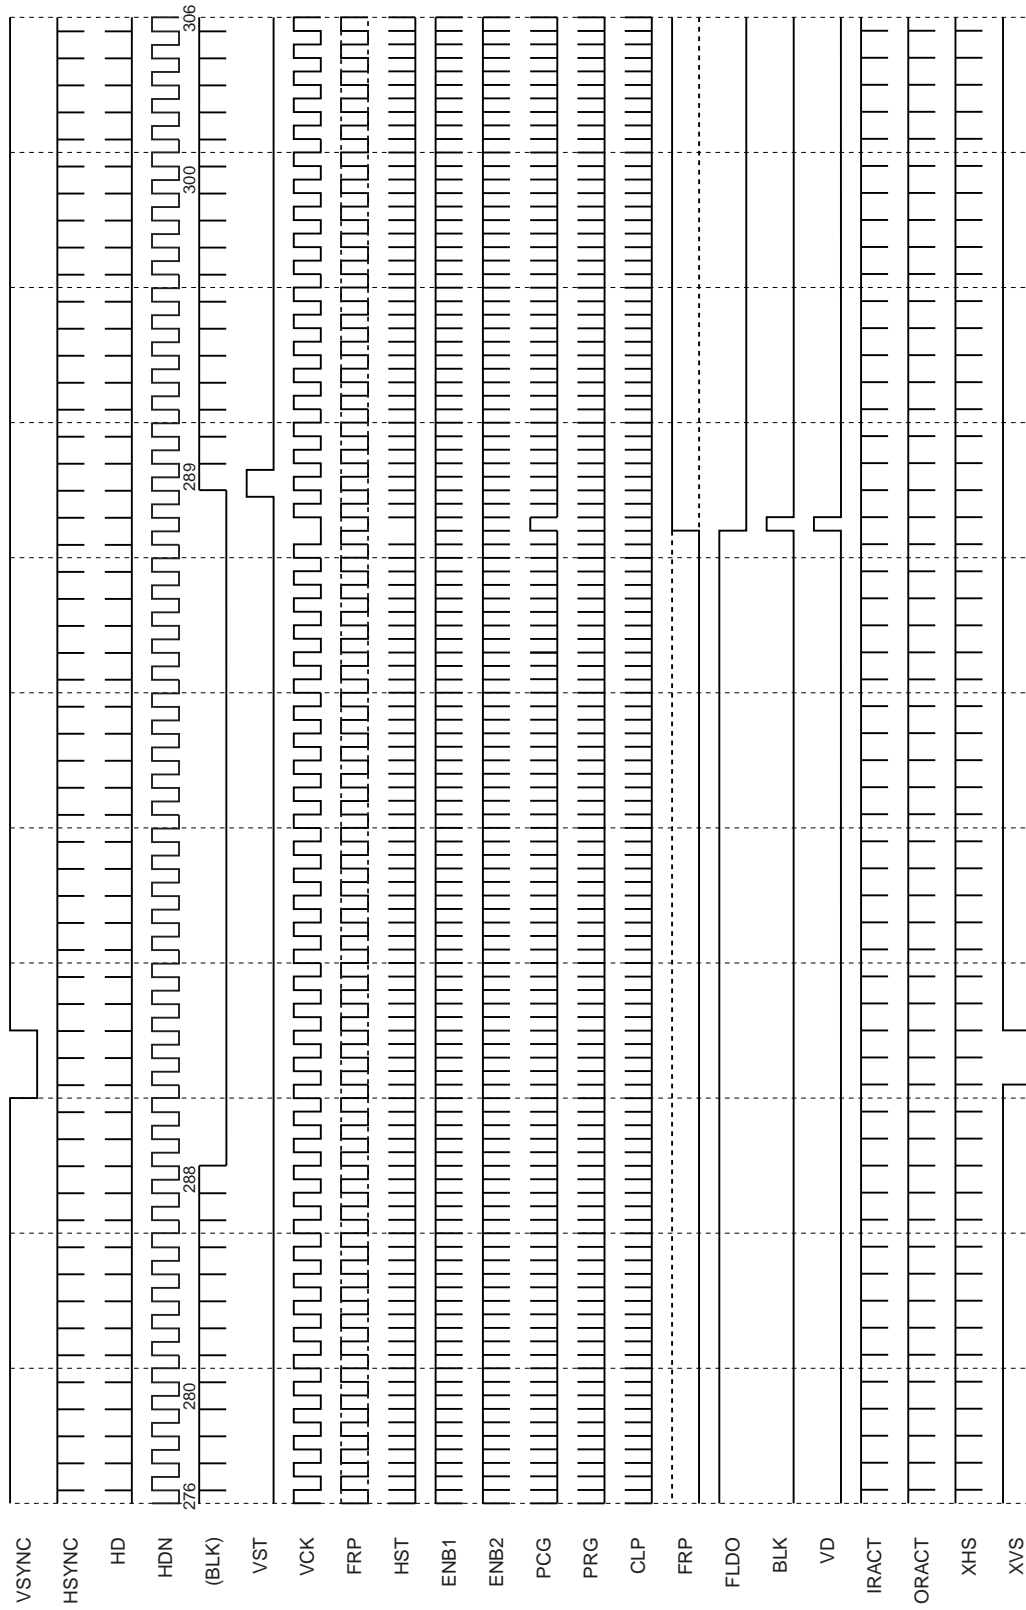 VSYNC
HSYNC
HD
HDN
276
280
288
289
300
306
(BLK)
VST
VCK
FRP
HST
ENB1
ENB2
PCG
PRG
CLP
FRP
FLDO
BLK
VD
IRACT
ORACT
XHS
XVS